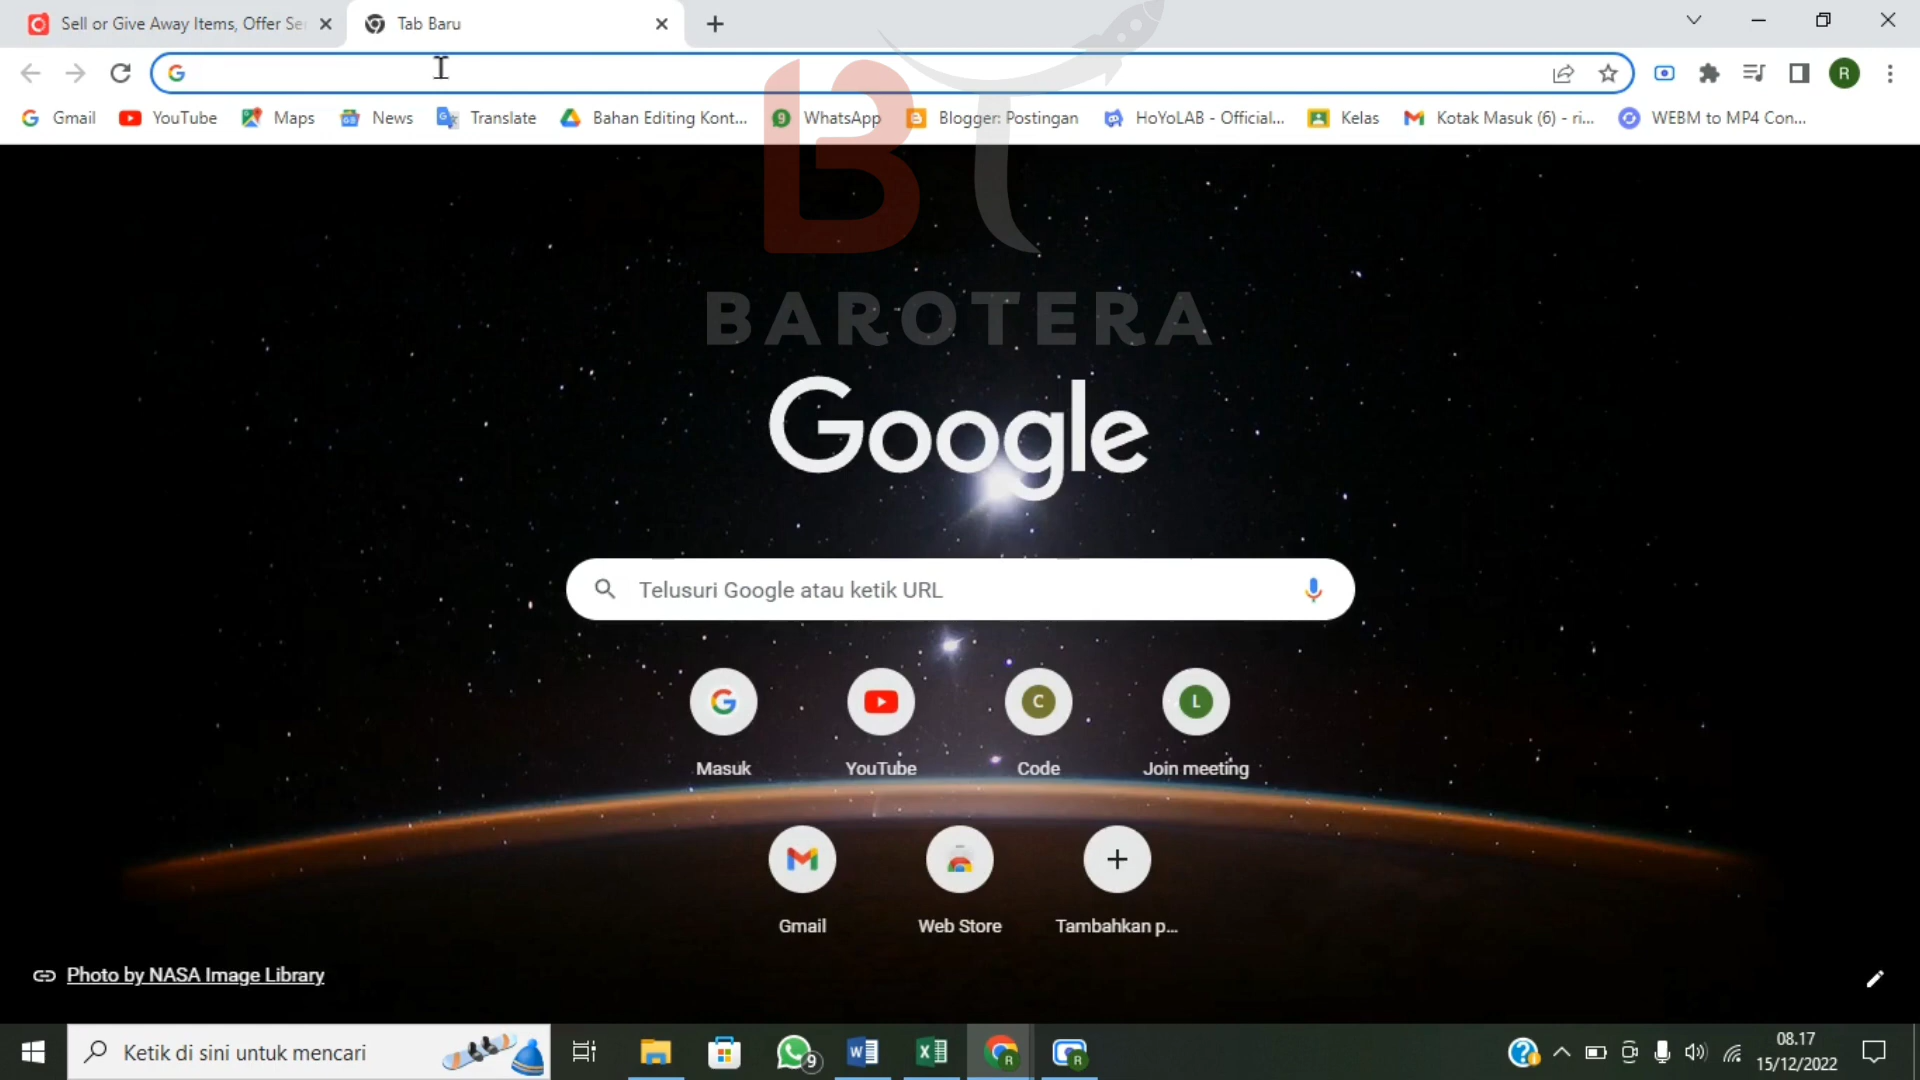 Sell or Give Away Items, Offer Se
Tab Baru
R
Gmail
YouTube
Maps
News
Translate
Bahan Editing Kont...
9
WhatsApp
Blogger: Postingan
HoYoLAB - Official...
Kelas
Kotak Masuk (6) - ri...
WEBM to MP4 Con...
BT
BAROTERA
Google
Telusuri Google atau ketik URL
C
L
Masuk
YouTube
Code
Join meeting
Gmail
Web Store
Tambahkan p...
Photo by NASA Image Library
Ketik di sini untuk mencari
9
R
R
08.17
15/12/2022